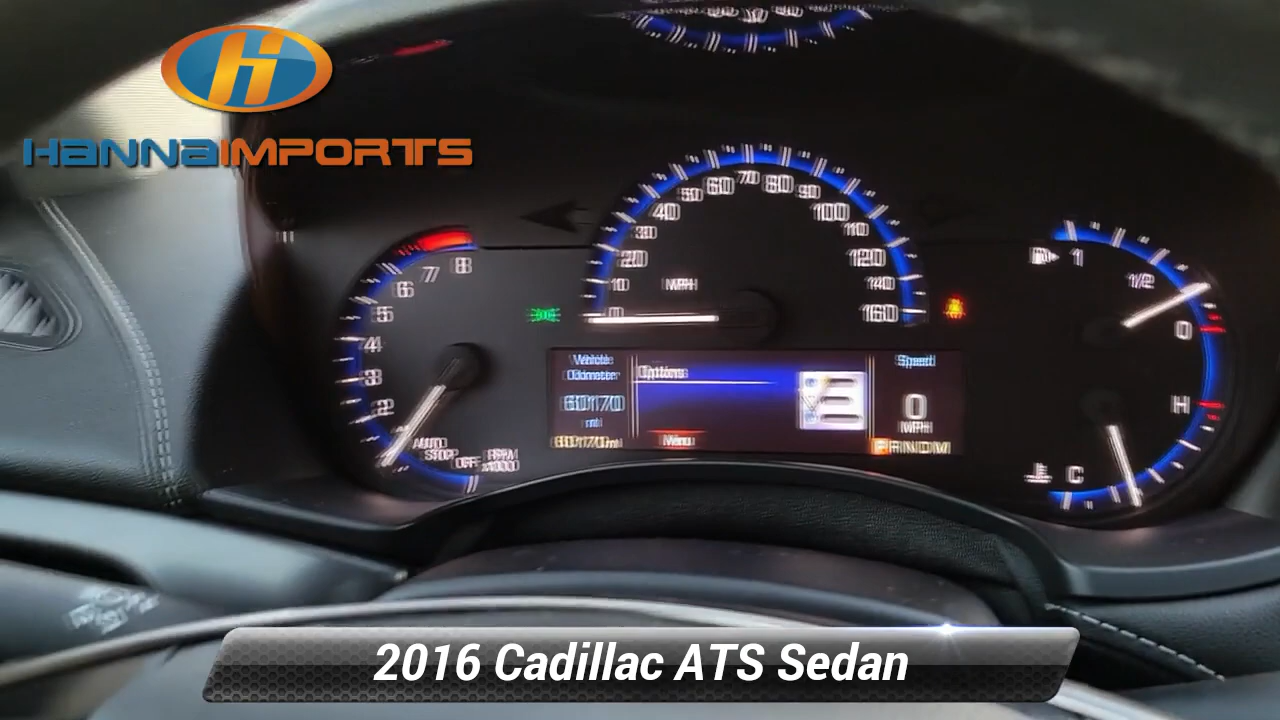 H
HANNAIMPORTS
10 20 30 40 50 60 70 80 90 100 110 120 140 160
MPH
0
2 3 4 5 6 7 8
AUTO
STOP
OFF
RPM
x1000
1
1/2
0
H
C
Vehicle
Odometer
60170
mi
60170mi
Options
Menu
Speed
0
MPH
PRNDM
2016 Cadillac ATS Sedan